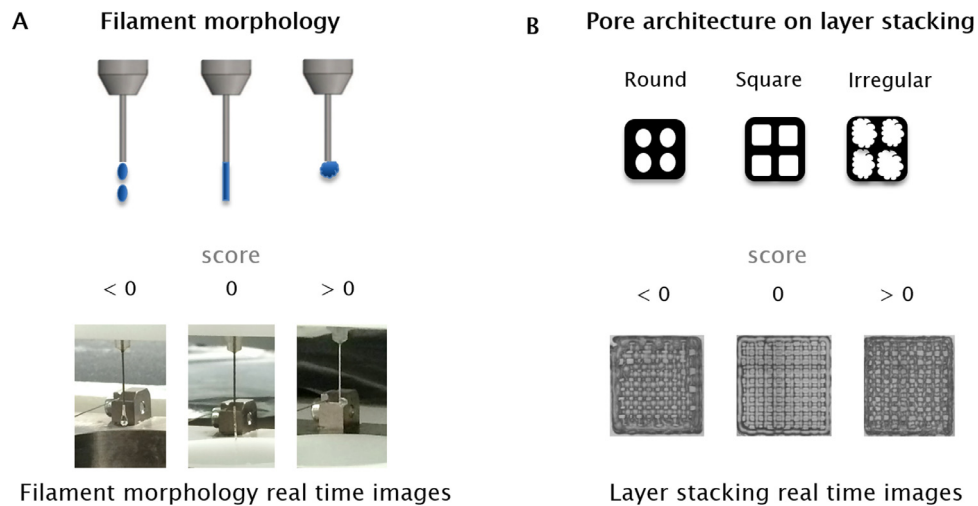 A
Filament morphology
score
< 0
0
> 0
Filament morphology real time images
B
Pore architecture on layer stacking
Round
Square
Irregular
score
< 0
0
> 0
Layer stacking real time images